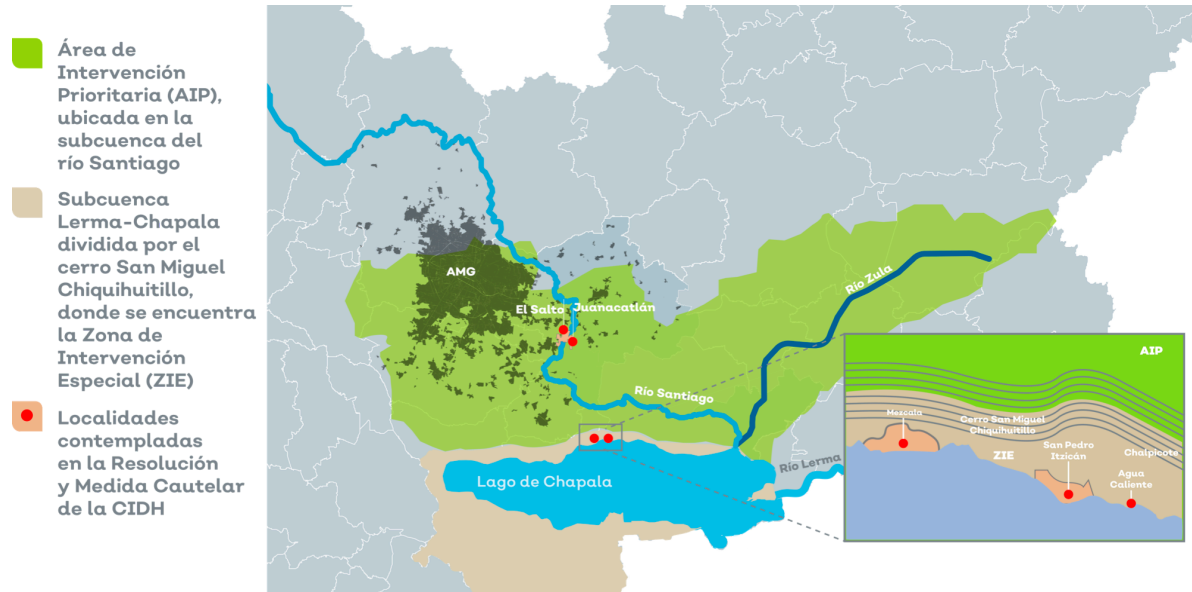 Área de
Intervención
Prioritaria (AIP),
ubicada en la
subcuenca del
río Santiago
Subcuenca
Lerma-Chapala
dividida por el
cerro San Miguel
Chiquihuitillo,
donde se encuentra
la Zona de
Intervención
Especial (ZIE)
Localidades
contempladas
en la Resolución
y Medida Cautelar
de la CIDH
AMG
El Salto
Juanacatlán
Río Zula
Río Santiago
Río Lerma
Lago de Chapala
AIP
Mezcala
Cerro San Miguel
Chiquihuitillo
ZIE
San Pedro
Itzicán
Chalpicote
Agua
Caliente